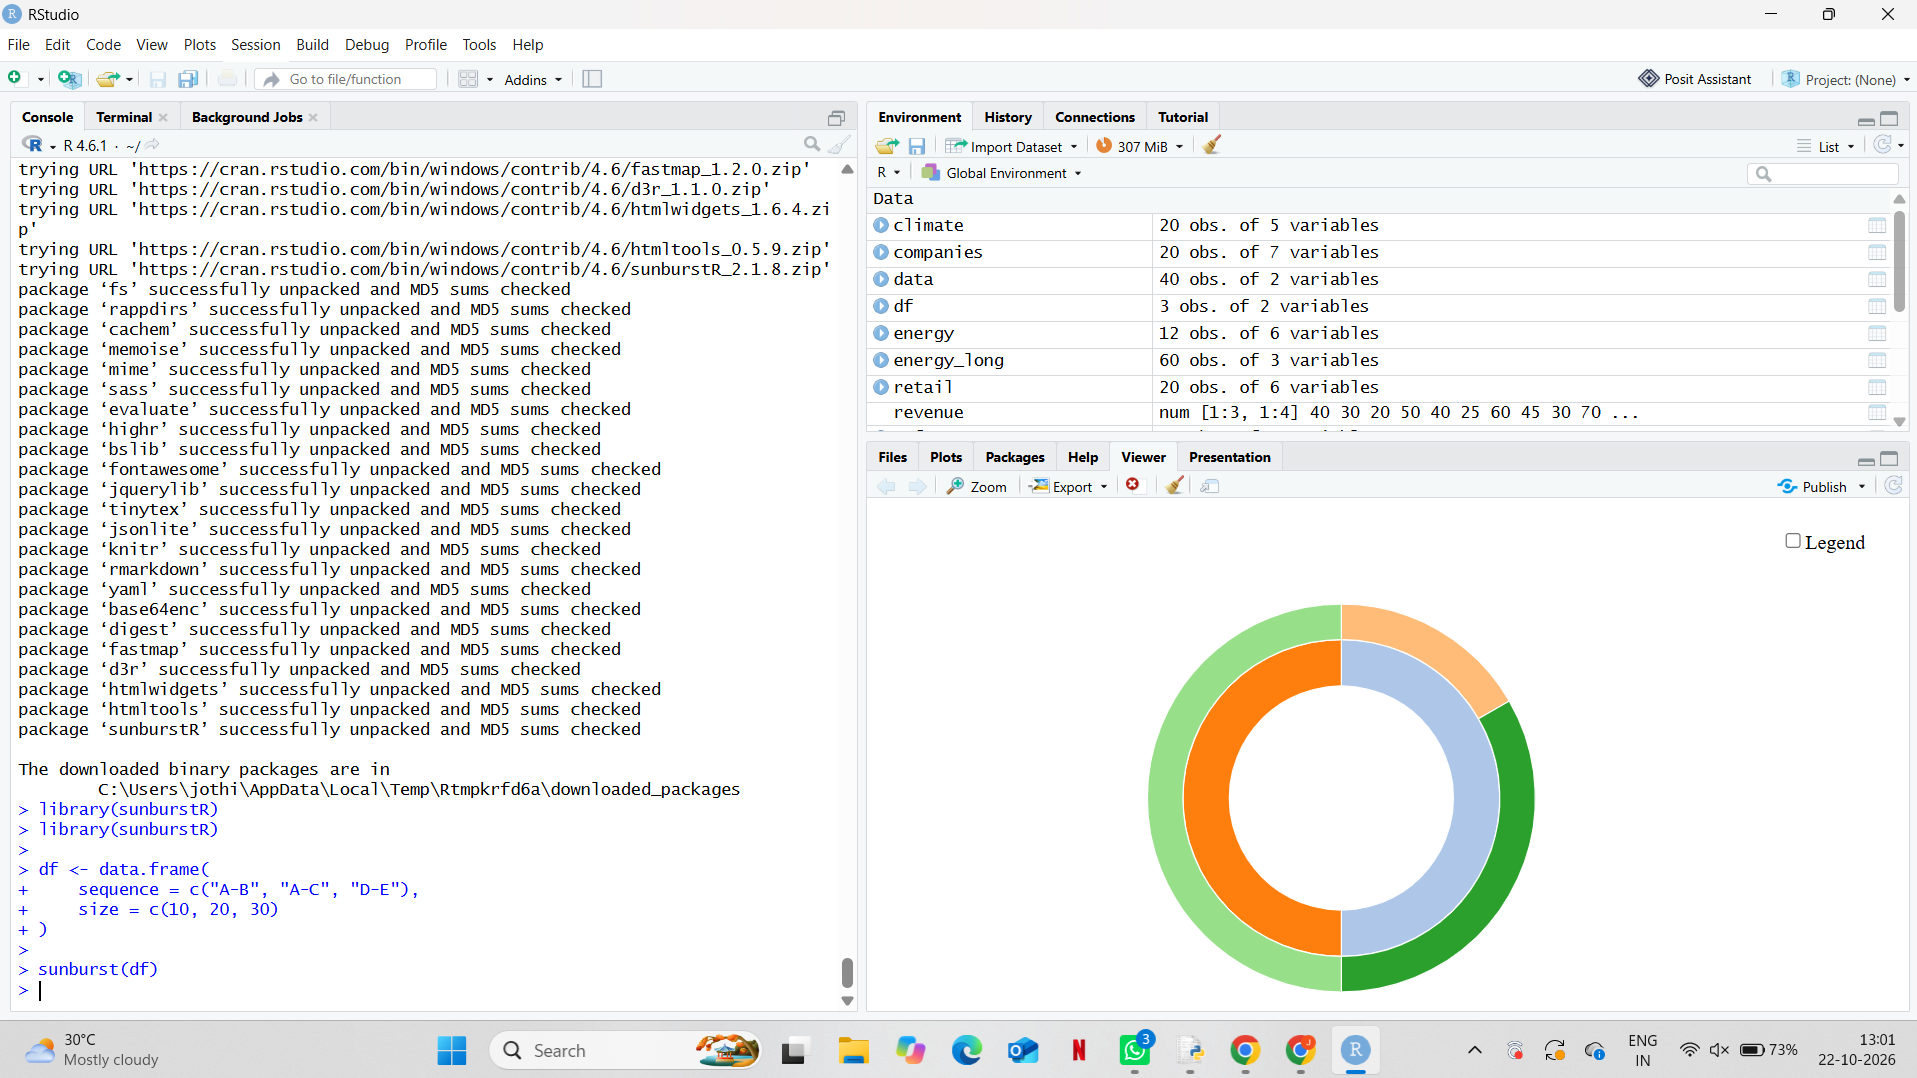 RStudio
File Edit Code View Plots Session Build Debug Profile Tools Help
Go to file/function Addins Posit Assistant Project: (None)
Console Terminal Background Jobs
R 4.6.1 · ~/
trying URL 'https://cran.rstudio.com/bin/windows/contrib/4.6/fastmap_1.2.0.zip'
trying URL 'https://cran.rstudio.com/bin/windows/contrib/4.6/d3r_1.1.0.zip'
trying URL 'https://cran.rstudio.com/bin/windows/contrib/4.6/htmlwidgets_1.6.4.zi
p'
trying URL 'https://cran.rstudio.com/bin/windows/contrib/4.6/htmltools_0.5.9.zip'
trying URL 'https://cran.rstudio.com/bin/windows/contrib/4.6/sunburstR_2.1.8.zip'
package ‘fs’ successfully unpacked and MD5 sums checked
package ‘rappdirs’ successfully unpacked and MD5 sums checked
package ‘cachem’ successfully unpacked and MD5 sums checked
package ‘memoise’ successfully unpacked and MD5 sums checked
package ‘mime’ successfully unpacked and MD5 sums checked
package ‘sass’ successfully unpacked and MD5 sums checked
package ‘evaluate’ successfully unpacked and MD5 sums checked
package ‘highr’ successfully unpacked and MD5 sums checked
package ‘bslib’ successfully unpacked and MD5 sums checked
package ‘fontawesome’ successfully unpacked and MD5 sums checked
package ‘jquerylib’ successfully unpacked and MD5 sums checked
package ‘tinytex’ successfully unpacked and MD5 sums checked
package ‘jsonlite’ successfully unpacked and MD5 sums checked
package ‘knitr’ successfully unpacked and MD5 sums checked
package ‘rmarkdown’ successfully unpacked and MD5 sums checked
package ‘yaml’ successfully unpacked and MD5 sums checked
package ‘base64enc’ successfully unpacked and MD5 sums checked
package ‘digest’ successfully unpacked and MD5 sums checked
package ‘fastmap’ successfully unpacked and MD5 sums checked
package ‘d3r’ successfully unpacked and MD5 sums checked
package ‘htmlwidgets’ successfully unpacked and MD5 sums checked
package ‘htmltools’ successfully unpacked and MD5 sums checked
package ‘sunburstR’ successfully unpacked and MD5 sums checked
The downloaded binary packages are in
C:\Users\jothi\AppData\Local\Temp\Rtmpkrfd6a\downloaded_packages
> library(sunburstR)
> library(sunburstR)
>
> df <- data.frame(
+     sequence = c("A-B", "A-C", "D-E"),
+     size = c(10, 20, 30)
+ )
>
> sunburst(df)
>
Environment History Connections Tutorial
Import Dataset 307 MiB List
R Global Environment
Data
climate 20 obs. of 5 variables
companies 20 obs. of 7 variables
data 40 obs. of 2 variables
df 3 obs. of 2 variables
energy 12 obs. of 6 variables
energy_long 60 obs. of 3 variables
retail 20 obs. of 6 variables
revenue num [1:3, 1:4] 40 30 20 50 40 25 60 45 30 70 ...
Files Plots Packages Help Viewer Presentation
Zoom Export Publish
Legend
30°C
Mostly cloudy
Search
3
ENG
IN
73%
13:01
22-10-2026